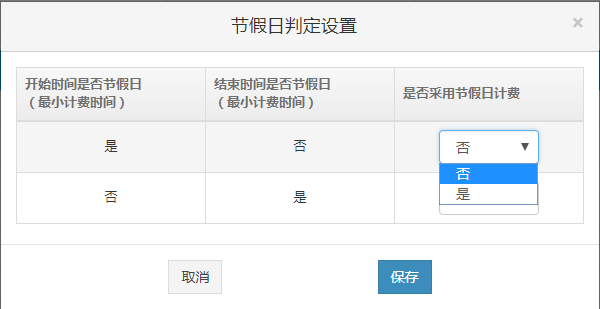 节假日判定设置
×
开始时间是否节假日
（最小计费时间）
结束时间是否节假日
（最小计费时间）
是否采用节假日计费
是
否
否
否
是
否
是
取消
保存